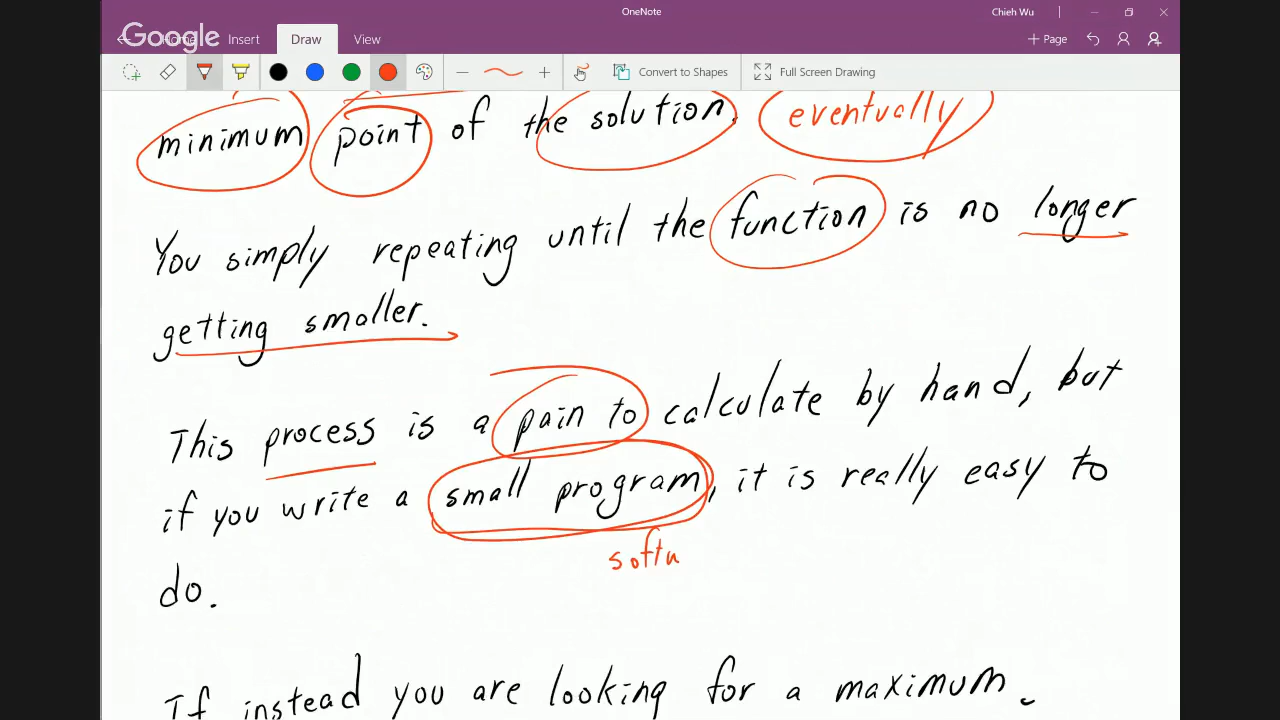 OneNote
Chieh Wu
Google
Insert
Draw
View
Page
Convert to Shapes
Full Screen Drawing
minimum point of the solution. eventually
You simply repeating until the function is no longer
getting smaller.
This process is a pain to calculate by hand, but
if you write a small program, it is really easy to
softw
do.
If instead you are looking for a maximum.